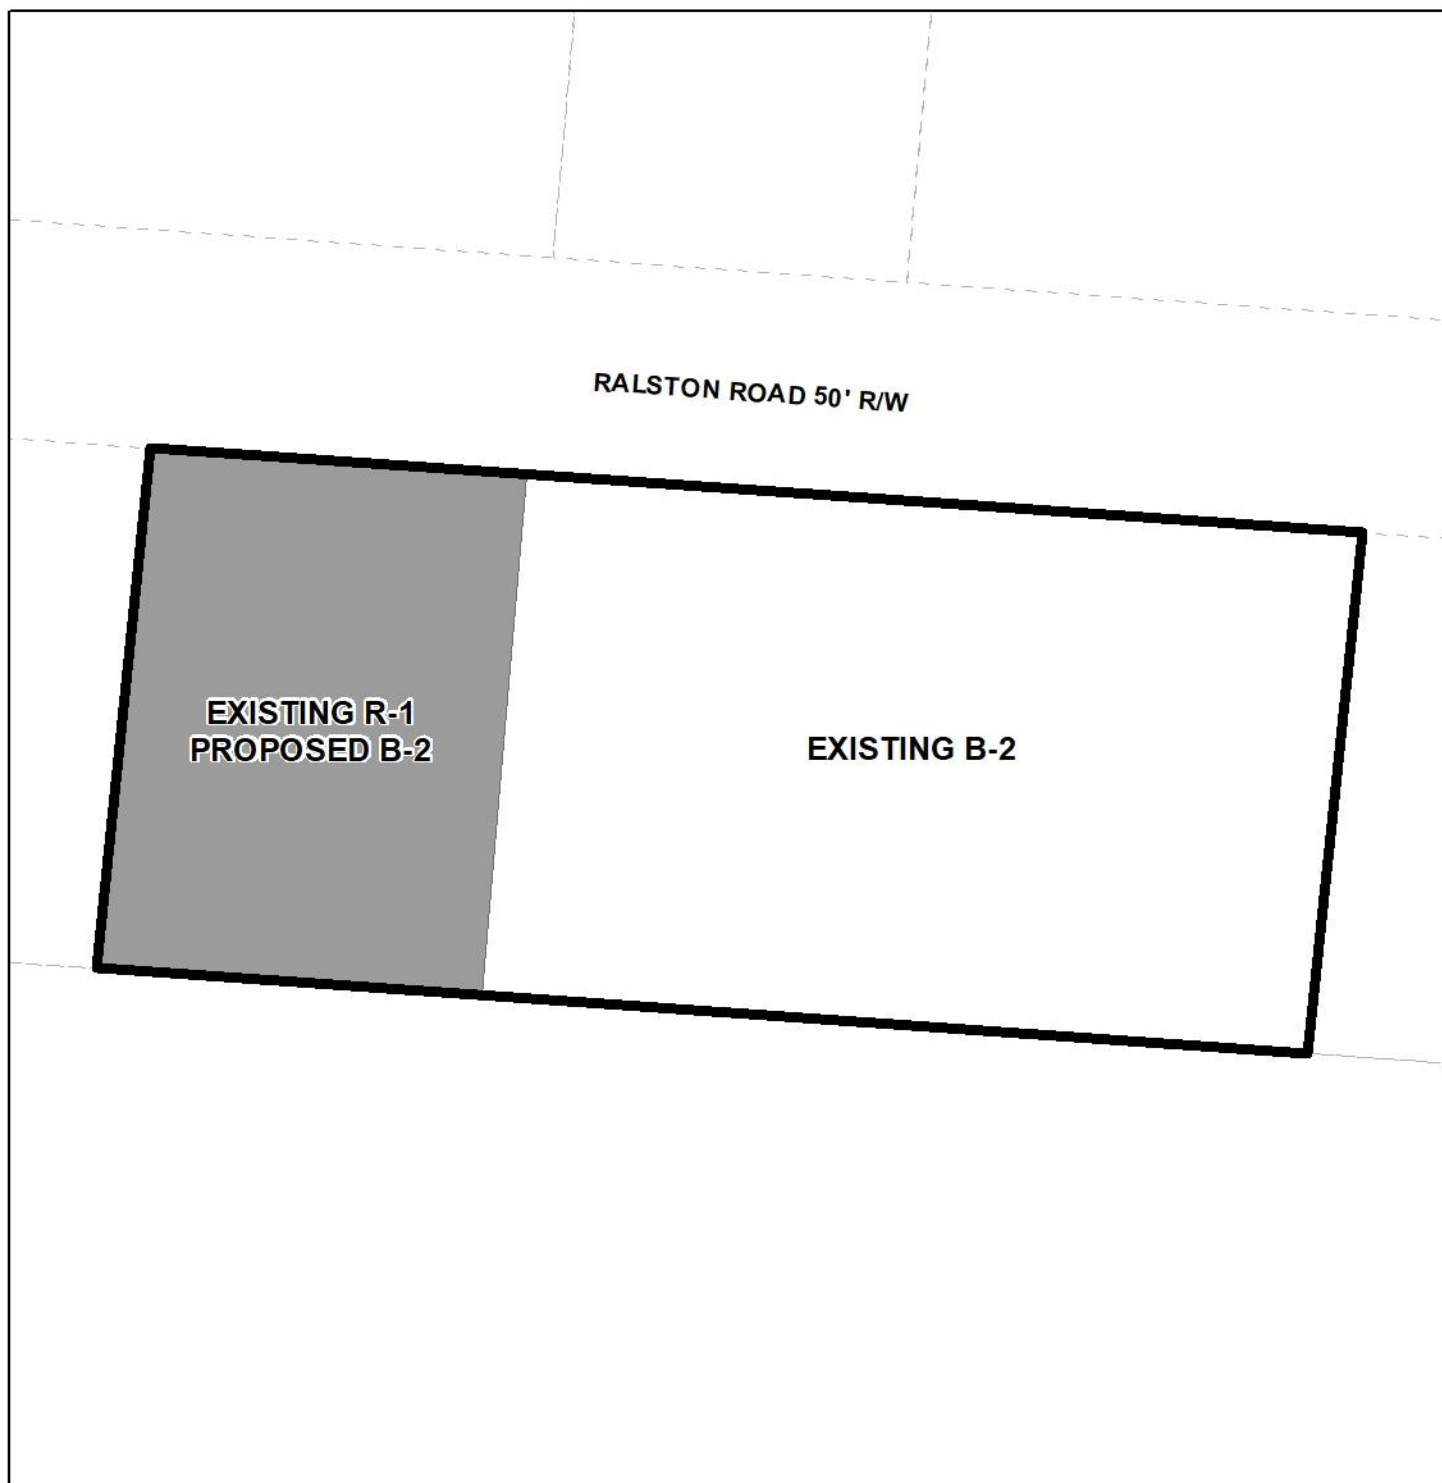 RALSTON ROAD 50' R/W
EXISTING R-1
PROPOSED B-2
EXISTING B-2